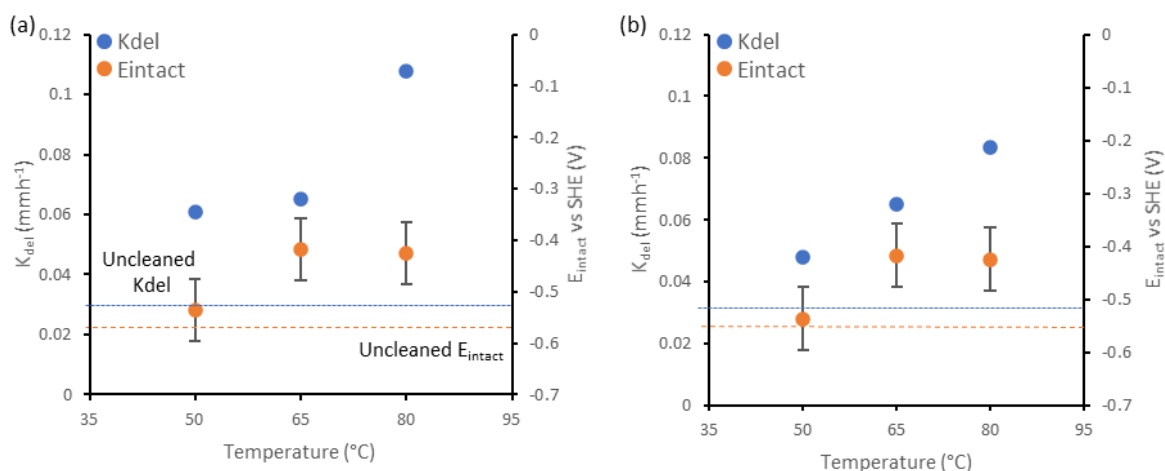 (a)
Kdel
Eintact
0.12
0.1
0.08
0.06
0.04
0.02
0
Kdel (mmh-1)
Uncleaned
Kdel
Uncleaned Eintact
0
-0.1
-0.2
-0.3
-0.4
-0.5
-0.6
-0.7
Eintact vs SHE (V)
35 50 65 80 95
Temperature (°C)
(b)
Kdel
Eintact
0.12
0.1
0.08
0.06
0.04
0.02
0
Kdel (mmh-1)
0
-0.1
-0.2
-0.3
-0.4
-0.5
-0.6
-0.7
Eintact vs SHE (V)
35 50 65 80 95
Temperature (°C)